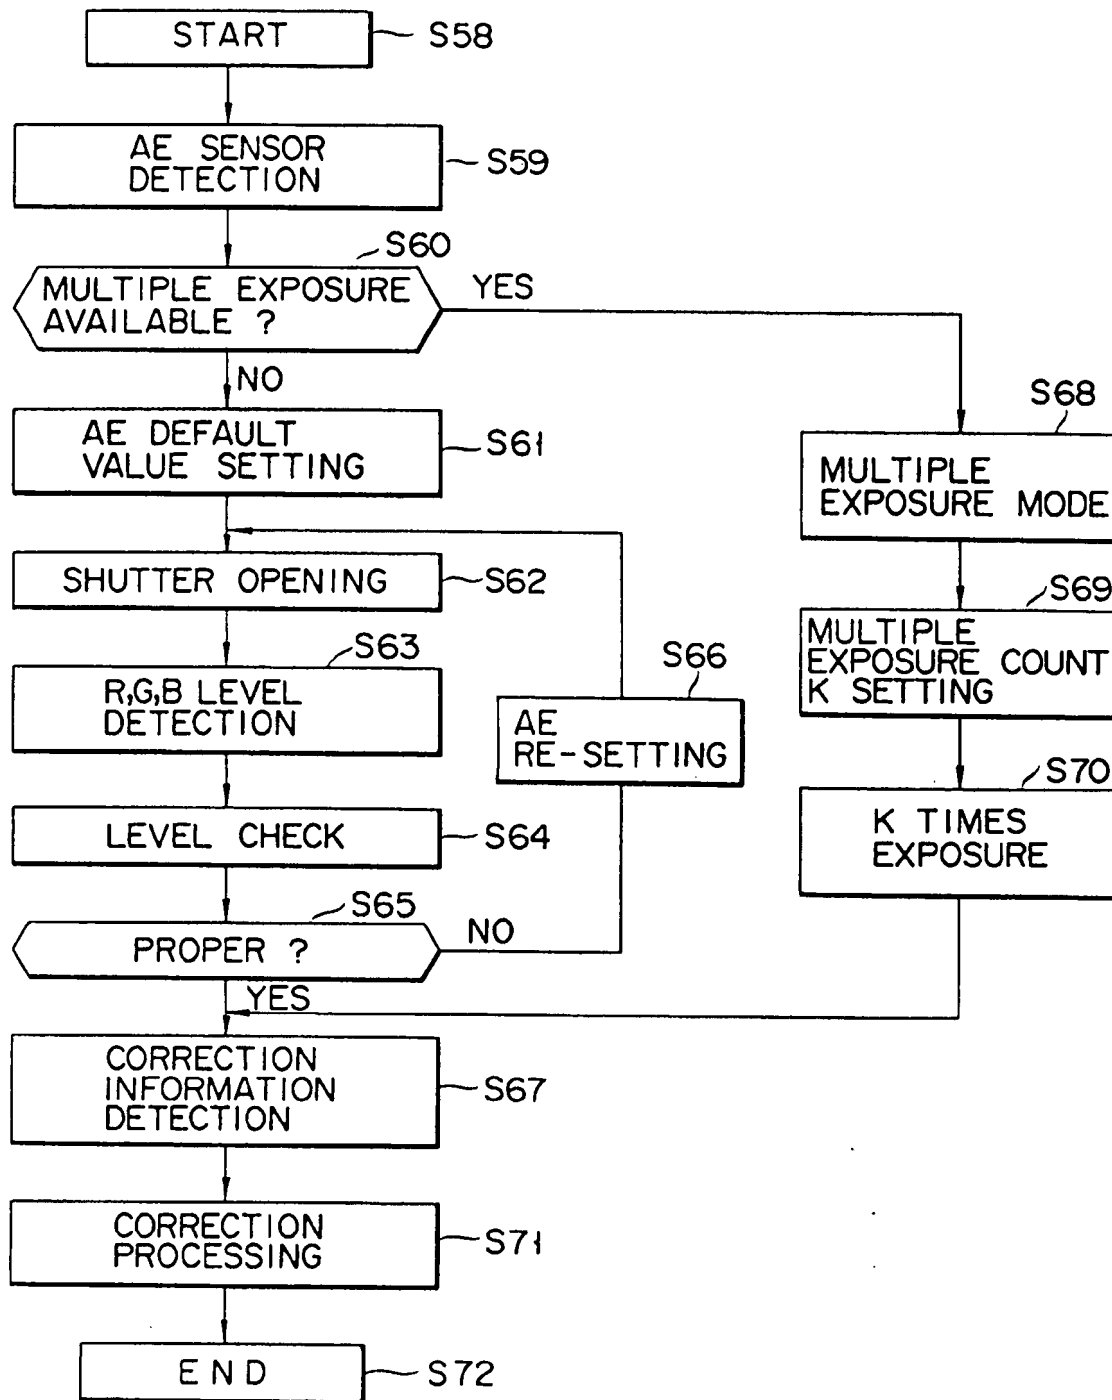 START
S58
AE SENSOR
DETECTION
S59
S60
MULTIPLE EXPOSURE
AVAILABLE ?
YES
NO
AE DEFAULT
VALUE SETTING
S61
SHUTTER OPENING
S62
S63
R,G,B LEVEL
DETECTION
LEVEL CHECK
S64
S65
PROPER ?
NO
YES
S66
AE
RE-SETTING
S68
MULTIPLE
EXPOSURE MODE
S69
MULTIPLE
EXPOSURE COUNT
K SETTING
S70
K TIMES
EXPOSURE
CORRECTION
INFORMATION
DETECTION
S67
CORRECTION
PROCESSING
S71
END
S72